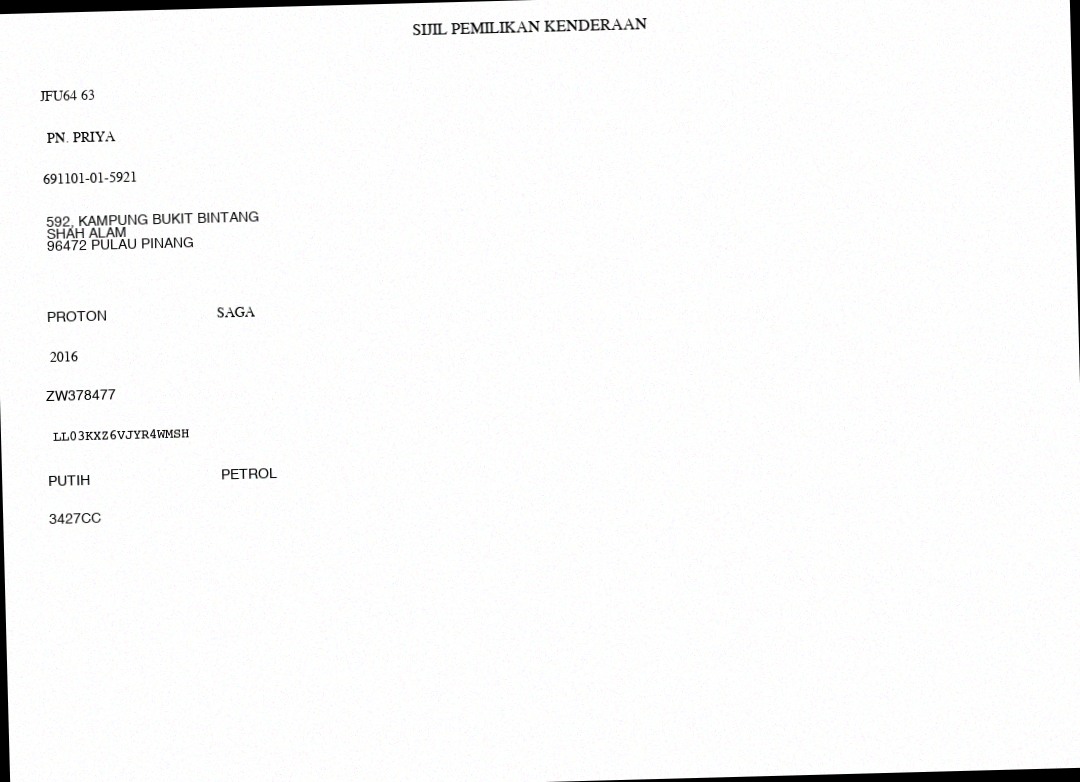 SIJIL PEMILIKAN KENDERAAN
JFU64 63
PN. PRIYA
691101-01-5921
592, KAMPUNG BUKIT BINTANG
SHAH ALAM
96472 PULAU PINANG
PROTON SAGA
2016
ZW378477
LL03KXZ6VJYR4WMSH
PUTIH PETROL
3427CC